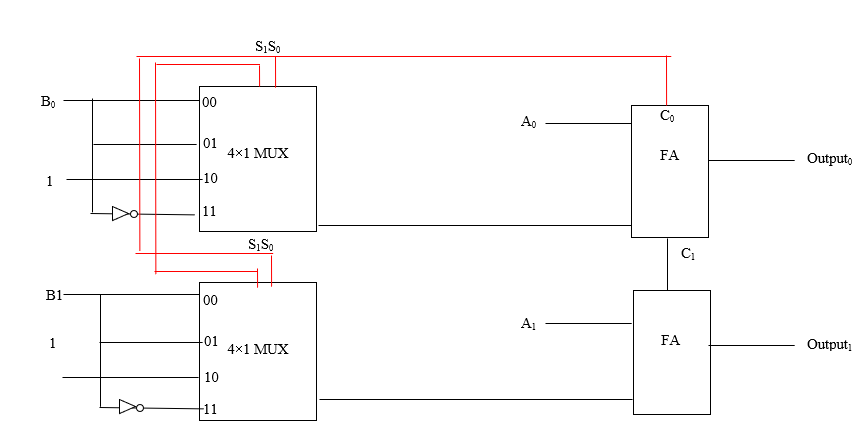 S₁S₀
B₀
00
C₀
A₀
01
4×1 MUX
FA
Output₀
10
1
11
S₁S₀
C₁
B1
00
A₁
01
4×1 MUX
FA
Output₁
1
10
11